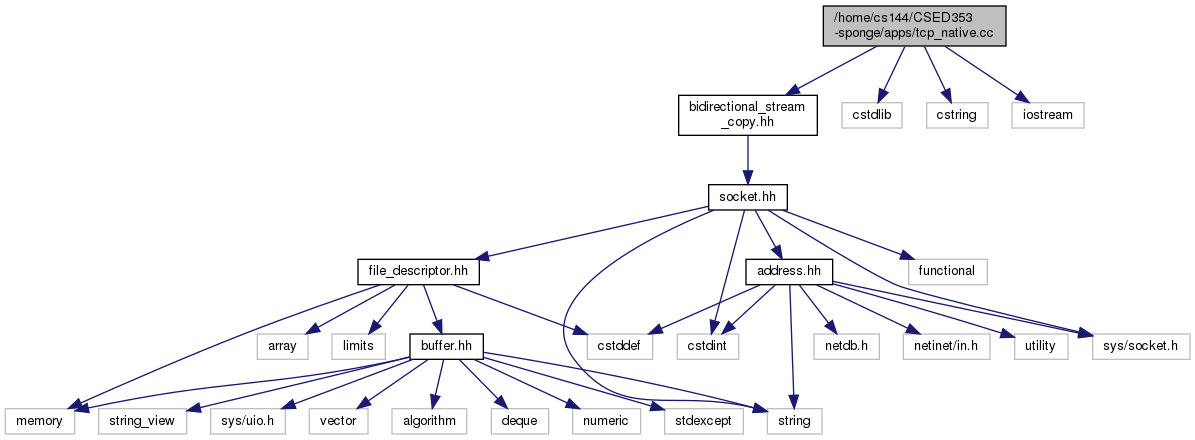 /home/cs144/CSED353
-sponge/apps/tcp_native.cc
bidirectional_stream
_copy.hh
cstdlib
cstring
iostream
socket.hh
file_descriptor.hh
address.hh
functional
array
limits
buffer.hh
cstddef
cstdint
netdb.h
netinet/in.h
utility
sys/socket.h
memory
string_view
sys/uio.h
vector
algorithm
deque
numeric
stdexcept
string